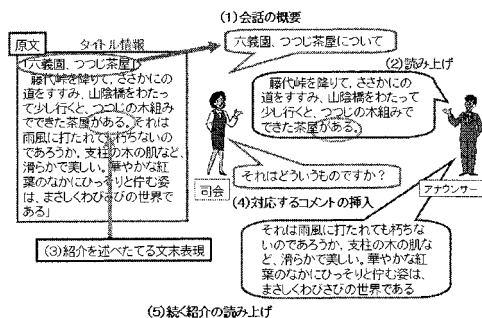 (1)会話の概要
原文
タイトル情報
「六義園、つつじ茶屋」
藤代峠を降りて、ささかにの
道をすすみ、山陰橋をわたっ
て少し行くと、つつじの木組み
でできた茶屋がある。それは
雨風に打たれても朽ちないの
であろうか、支柱の木の肌など、
滑らかで美しい。華やかな紅
葉のなかにひっそりと佇む姿
は、まさしくわびさびの世界で
ある」
(3)紹介を述べたてる文末表現
六義園、つつじ茶屋について
(2)読み上げ
藤代峠を降りて、ささかにの
道をすすみ、山陰橋をわたって
少し行くと、つつじの木組みで
できた茶屋がある。
それはどういうものですか?
司会
アナウンサー
(4)対応するコメントの挿入
それは雨風に打たれても朽ちな
いのであろうか、支柱の木の肌な
ど、滑らかで美しい。華やかな紅
葉のなかにひっそりと佇む姿は、
まさしくわびさびの世界である
(5)続く紹介の読み上げ